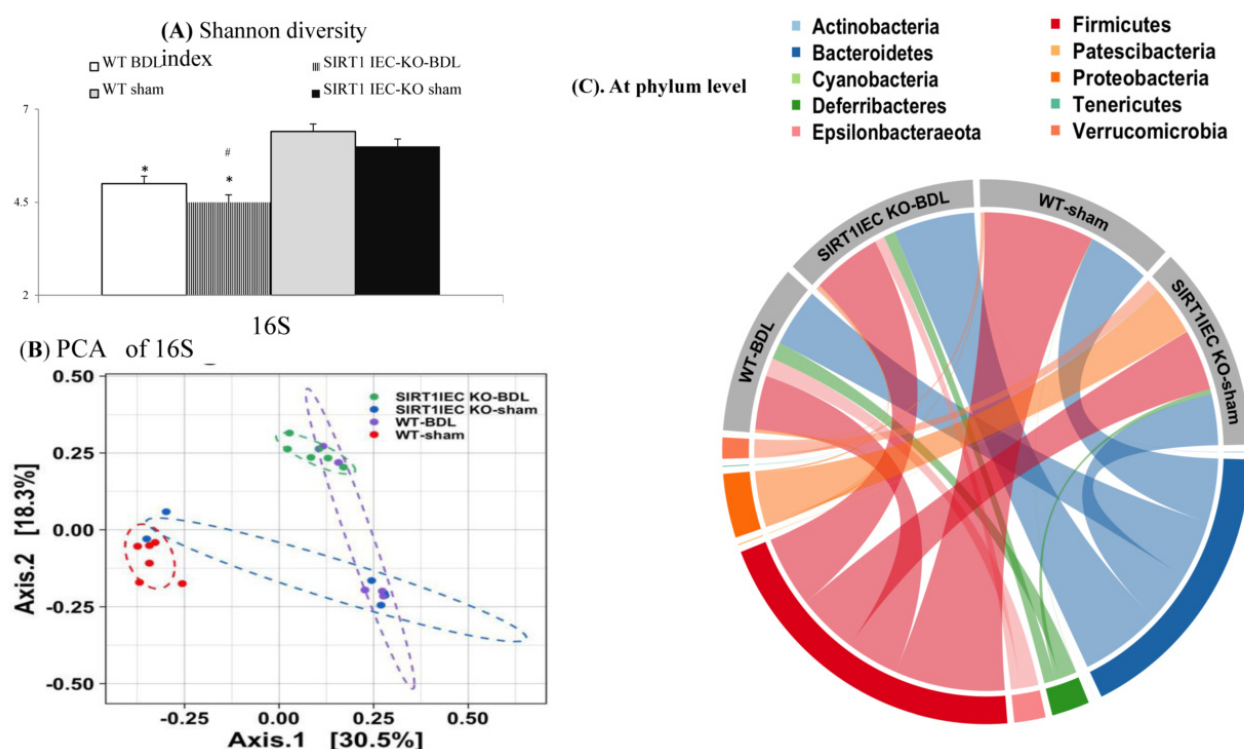 (A) Shannon diversity
index
WT BDL
SIRT1 IEC-KO-BDL
WT sham
SIRT1 IEC-KO sham
7
4.5
2
*
#
*
16S
(B) PCA of 16S
0.50
0.25
0.00
-0.25
-0.50
Axis.2 [18.3%]
SIRT1IEC KO-BDL
SIRT1IEC KO-sham
WT-BDL
WT-sham
-0.25
0.00
0.25
0.50
Axis.1 [30.5%]
(C). At phylum level
Actinobacteria
Bacteroidetes
Cyanobacteria
Deferribacteres
Epsilonbacteraeota
Firmicutes
Patescibacteria
Proteobacteria
Tenericutes
Verrucomicrobia
WT-BDL
SIRT1IEC KO-BDL
WT-sham
SIRT1IEC KO-sham